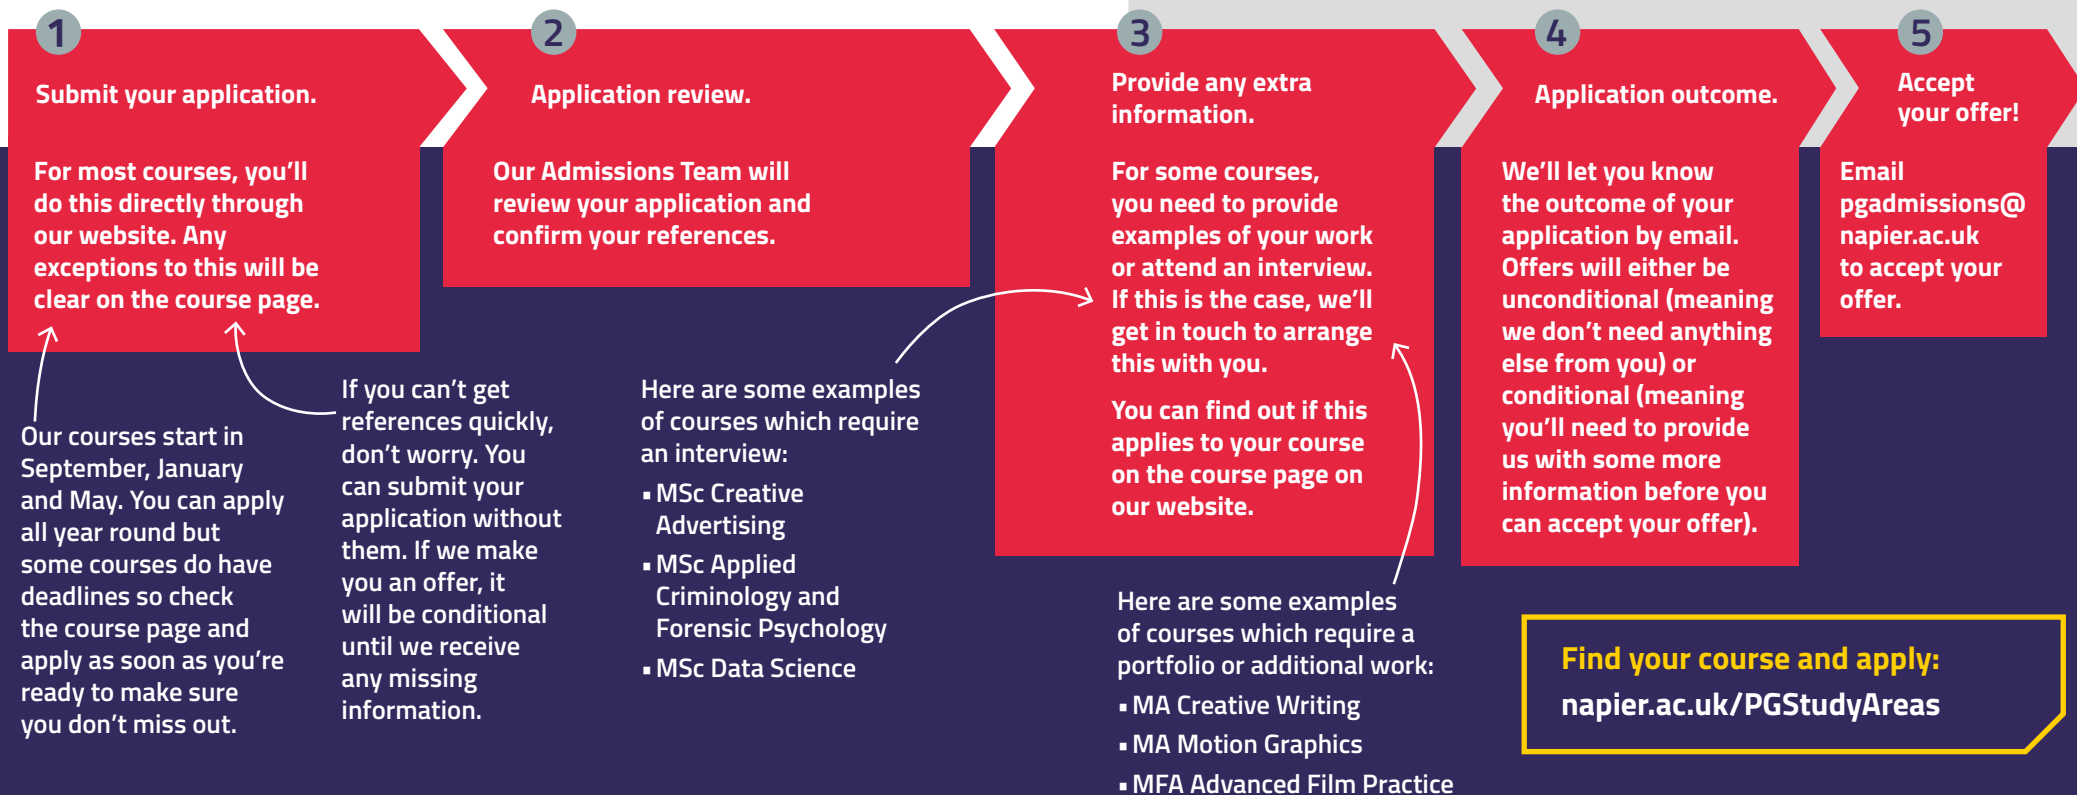 1
Submit your application.
For most courses, you'll
do this directly through
our website. Any
exceptions to this will be
clear on the course page.
Our courses start in
September, January
and May. You can apply
all year round but
some courses do have
deadlines so check
the course page and
apply as soon as you're
ready to make sure
you don't miss out.
If you can't get
references quickly,
don't worry. You
can submit your
application without
them. If we make
you an offer, it
will be conditional
until we receive
any missing
information.
2
Application review.
Our Admissions Team will
review your application and
confirm your references.
Here are some examples
of courses which require
an interview:
▪ MSc Creative
Advertising
▪ MSc Applied
Criminology and
Forensic Psychology
▪ MSc Data Science
3
Provide any extra
information.
For some courses,
you need to provide
examples of your work
or attend an interview.
If this is the case, we'll
get in touch to arrange
this with you.
You can find out if this
applies to your course
on the course page on
our website.
Here are some examples
of courses which require a
portfolio or additional work:
▪ MA Creative Writing
▪ MA Motion Graphics
▪ MFA Advanced Film Practice
4
Application outcome.
We'll let you know
the outcome of your
application by email.
Offers will either be
unconditional (meaning
we don't need anything
else from you) or
conditional (meaning
you'll need to provide
us with some more
information before you
can accept your offer).
5
Accept
your offer!
Email
pgadmissions@
napier.ac.uk
to accept your
offer.
Find your course and apply:
napier.ac.uk/PGStudyAreas